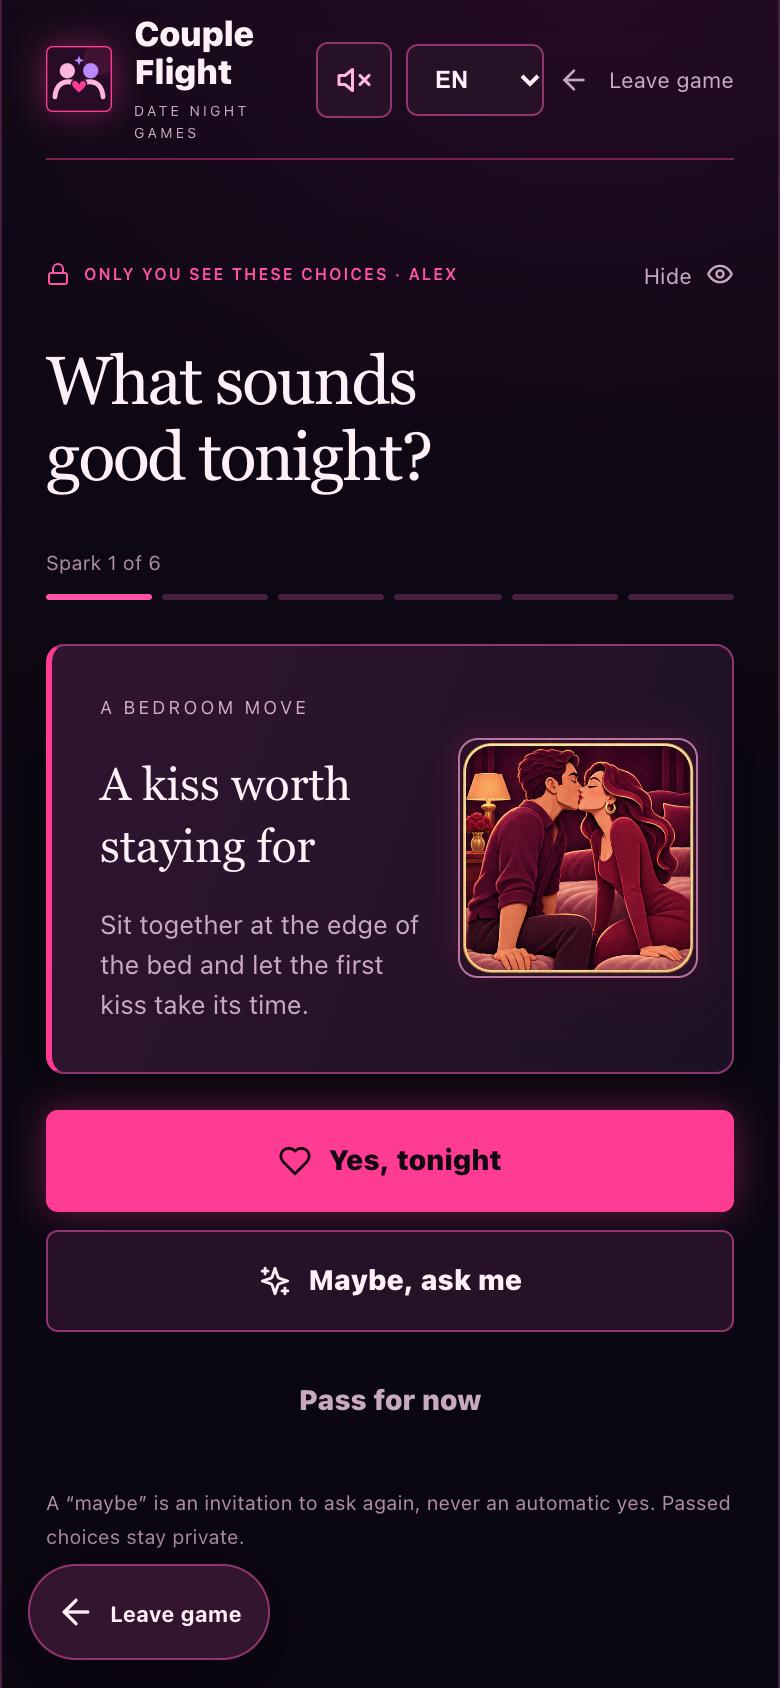 Couple
Flight
DATE NIGHT
GAMES
EN
Leave game
ONLY YOU SEE THESE CHOICES · ALEX
Hide
What sounds
good tonight?
Spark 1 of 6
A BEDROOM MOVE
A kiss worth
staying for
Sit together at the edge of
the bed and let the first
kiss take its time.
Yes, tonight
Maybe, ask me
Pass for now
A “maybe” is an invitation to ask again, never an automatic yes. Passed
choices stay private.
Leave game